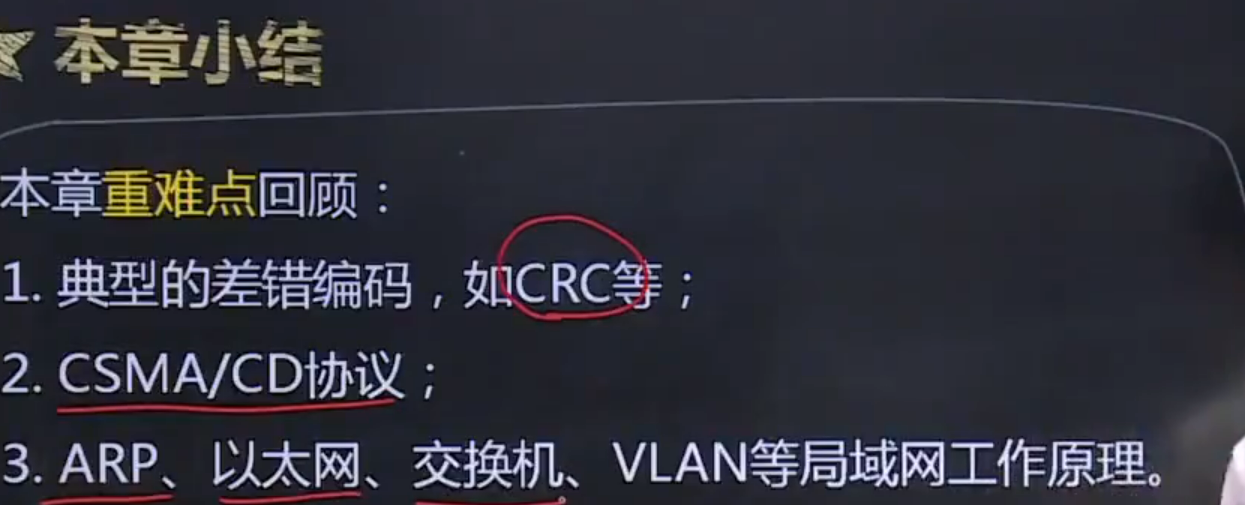 本章小结
本章重难点回顾：
1. 典型的差错编码，如CRC等；
2. CSMA/CD协议；
3. ARP、以太网、交换机、VLAN等局域网工作原理。